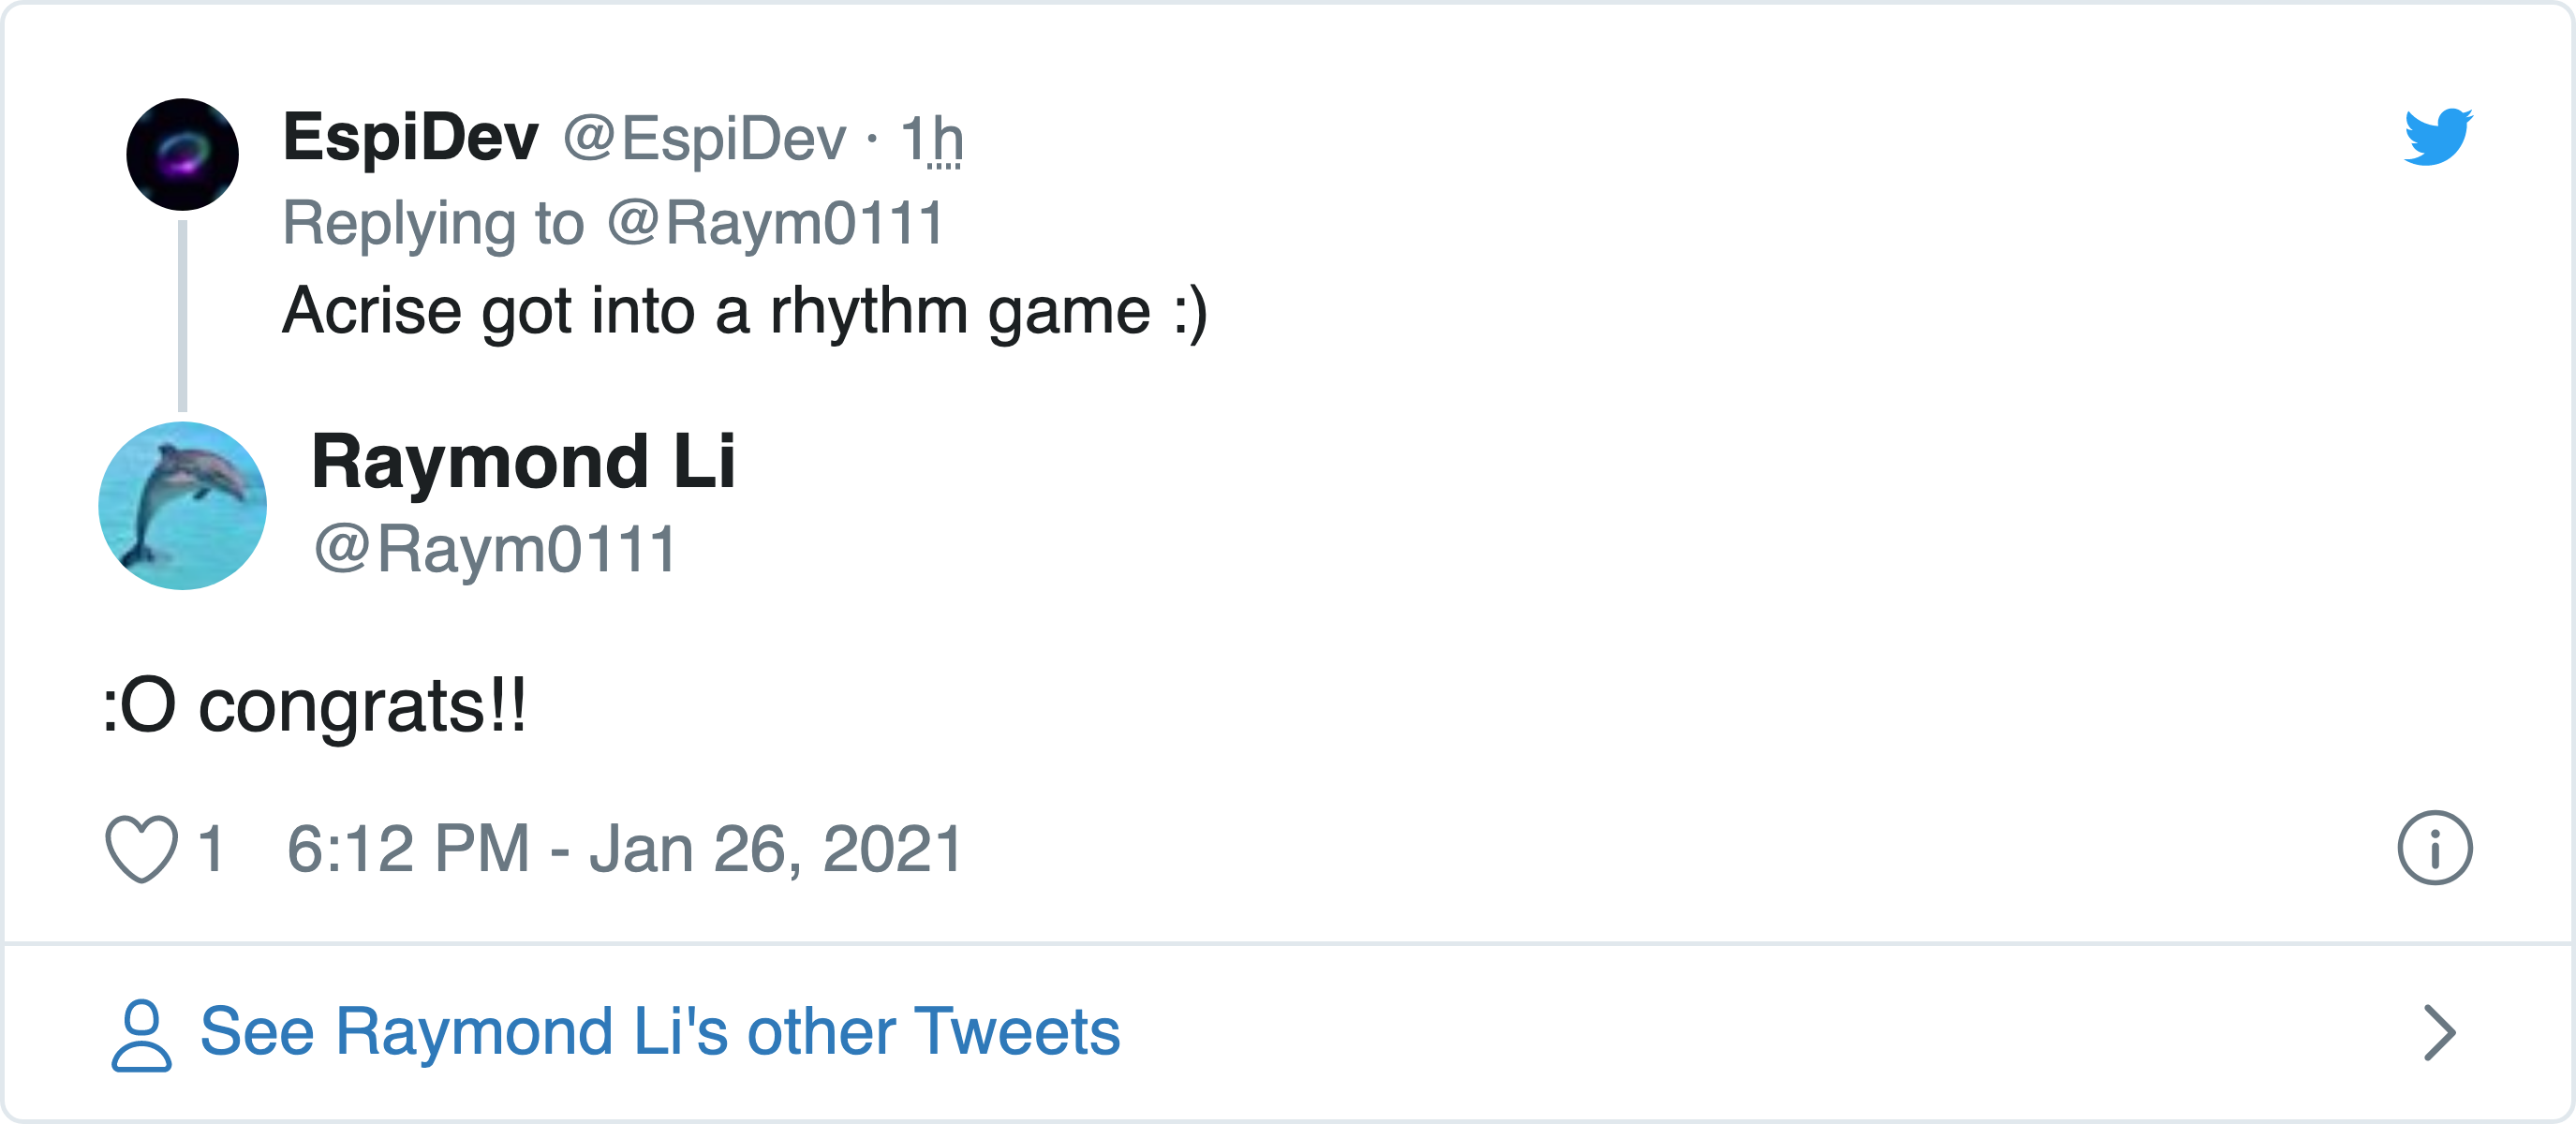 EspiDev @EspiDev · 1h
Replying to @Raym0111
Acrise got into a rhythm game :)
Raymond Li
@Raym0111
:O congrats!!
1 6:12 PM - Jan 26, 2021
See Raymond Li's other Tweets